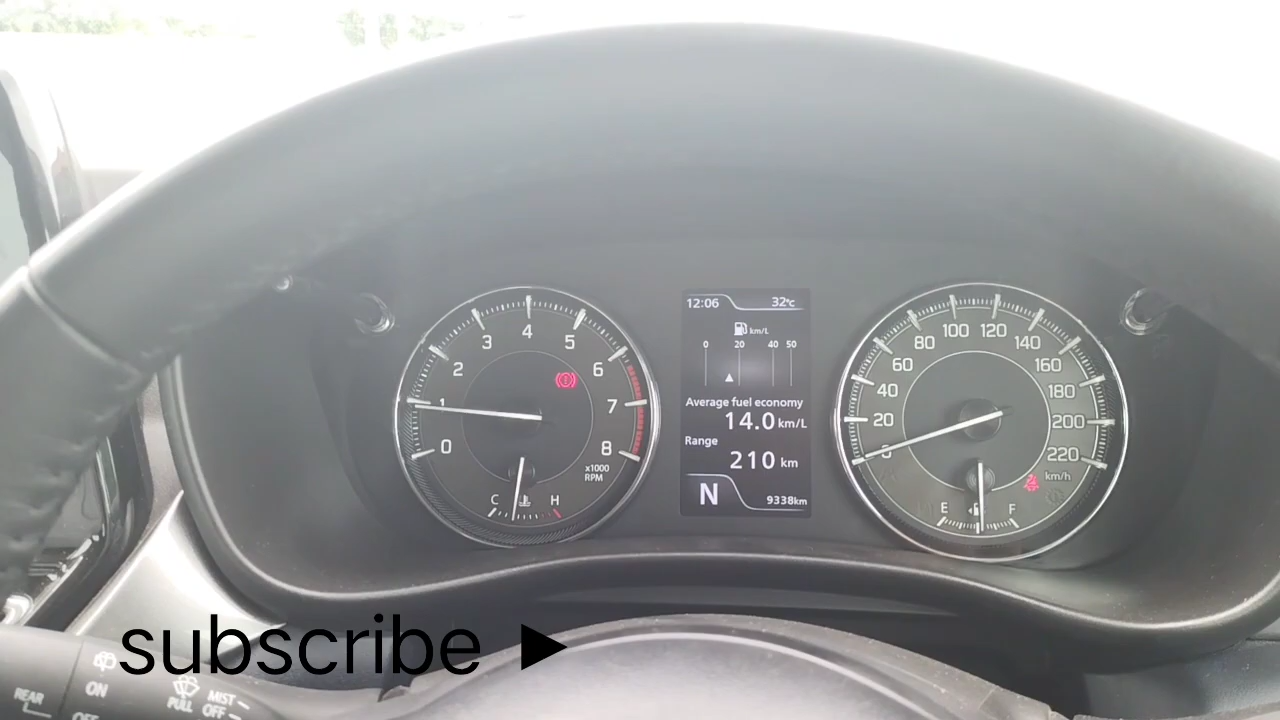 0
1
2
3
4
5
6
7
8
x1000
RPM
C
H
12:06
32°c
km/L
0 20 40 50
Average fuel economy
14.0 km/L
Range
210 km
N
9338km
20
40
60
80
100
120
140
160
180
200
220
km/h
E
F
subscribe ▶
REAR
ON
OFF
PULL
MIST
OFF